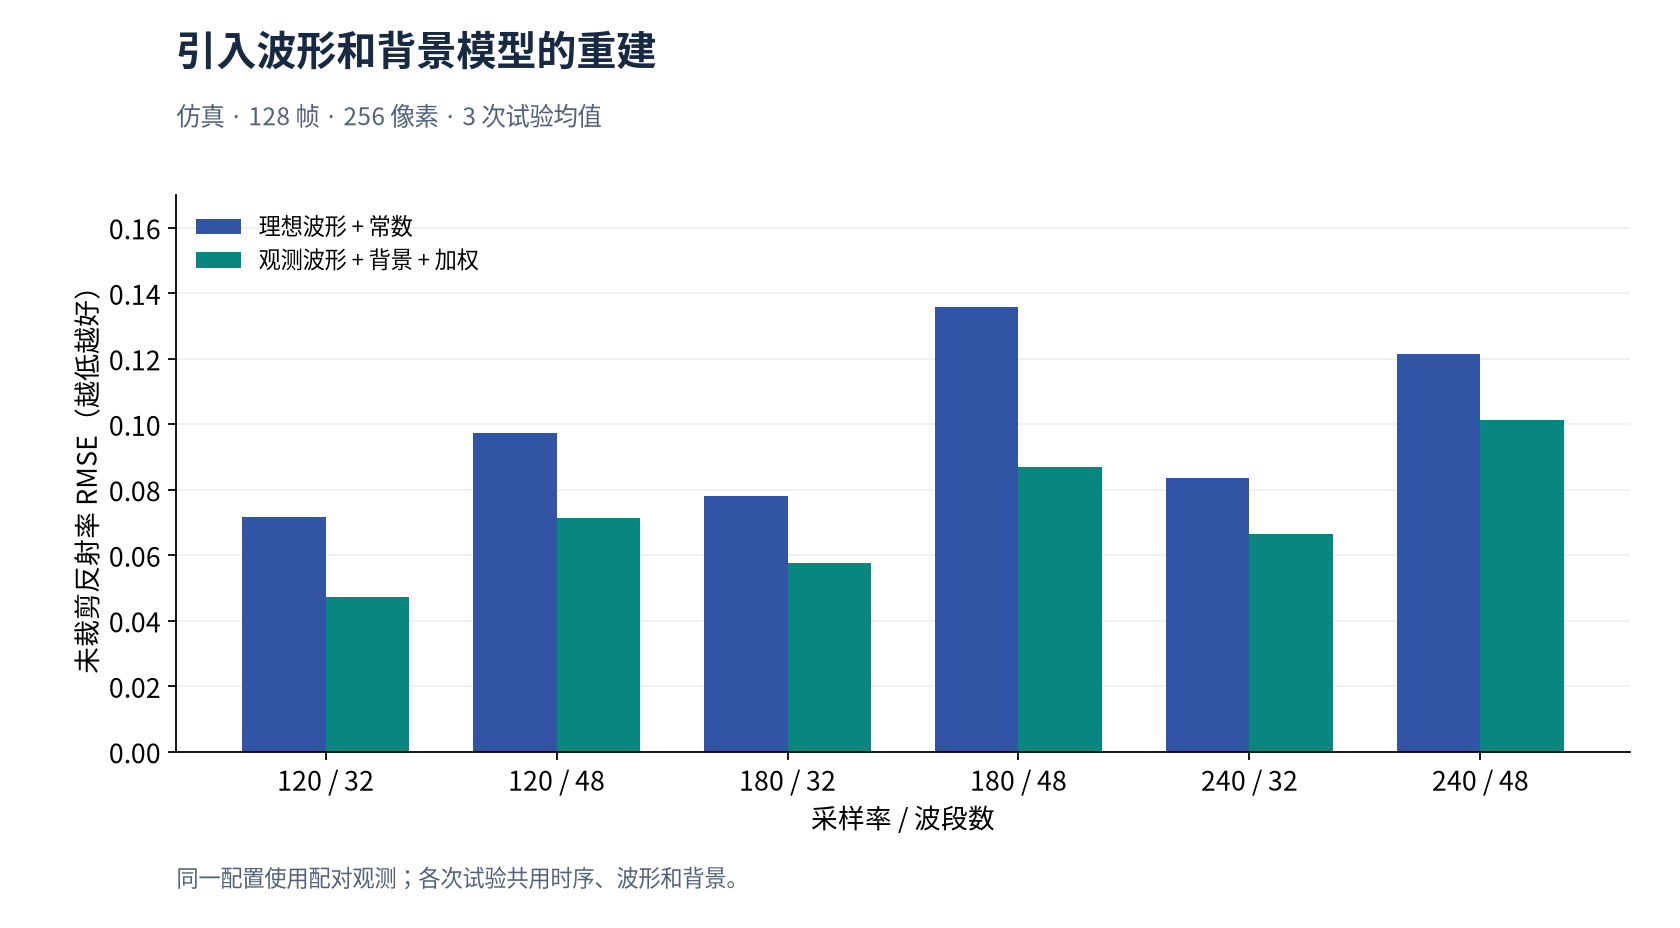 引入波形和背景模型的重建
仿真 · 128 帧 · 256 像素 · 3 次试验均值
理想波形 + 常数
观测波形 + 背景 + 加权
未裁剪反射率 RMSE（越低越好）
0.16
0.14
0.12
0.10
0.08
0.06
0.04
0.02
0.00
120 / 32
120 / 48
180 / 32
180 / 48
240 / 32
240 / 48
采样率 / 波段数
同一配置使用配对观测；各次试验共用时序、波形和背景。